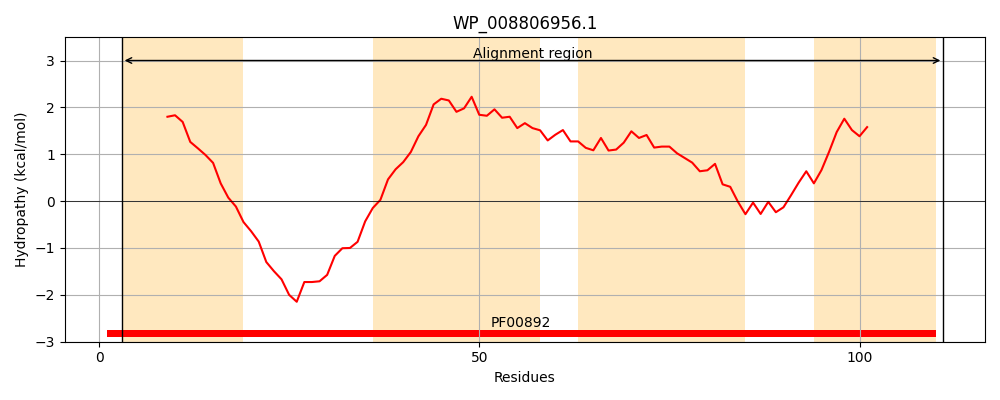 WP_008806956.1
Alignment region
Hydropathy (kcal/mol)
3
2
1
0
−1
−2
−3
PF00892
0
50
100
Residues